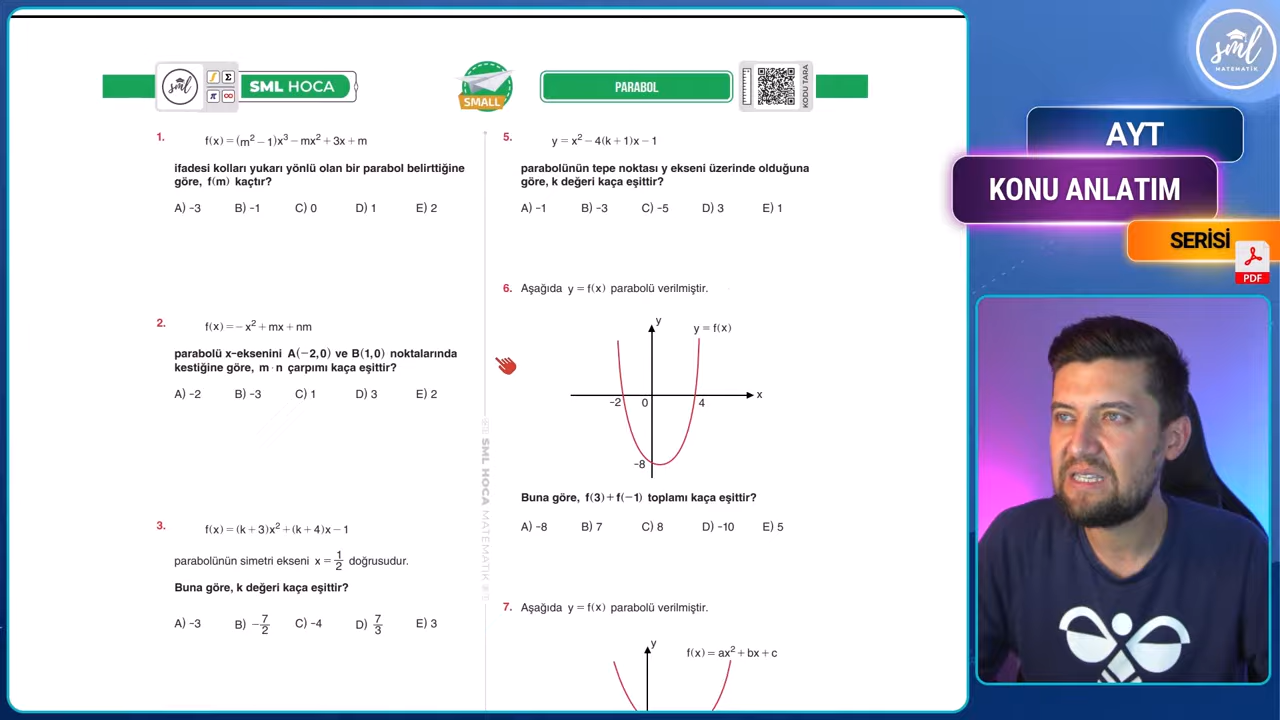 SML HOCA
SMALL
PARABOL
KODU TARA
sml
sml
MATEMATİK
AYT
KONU ANLATIM
SERİSİ
PDF
1. f(x) = (m² − 1)x³ − mx² + 3x + m
ifadesi kolları yukarı yönlü olan bir parabol belirttiğine
göre, f(m) kaçtır?
A) -3 B) -1 C) 0 D) 1 E) 2
2. f(x) = − x² + mx + nm
parabolü x-eksenini A(−2,0) ve B(1,0) noktalarında
kestiğine göre, m · n çarpımı kaça eşittir?
A) -2 B) -3 C) 1 D) 3 E) 2
3. f(x) = (k + 3)x² + (k + 4)x − 1
parabolünün simetri ekseni x = 1/2 doğrusudur.
Buna göre, k değeri kaça eşittir?
A) -3 B) −7/2 C) -4 D) 7/3 E) 3
SML HOCA MATEMATİK
5. y = x² − 4(k + 1)x − 1
parabolünün tepe noktası y ekseni üzerinde olduğuna
göre, k değeri kaça eşittir?
A) -1 B) -3 C) -5 D) 3 E) 1
6. Aşağıda y = f(x) parabolü verilmiştir.
y
y = f(x)
x
-2 0 4
-8
Buna göre, f(3) + f(−1) toplamı kaça eşittir?
A) -8 B) 7 C) 8 D) -10 E) 5
7. Aşağıda y = f(x) parabolü verilmiştir.
y
f(x) = ax² + bx + c